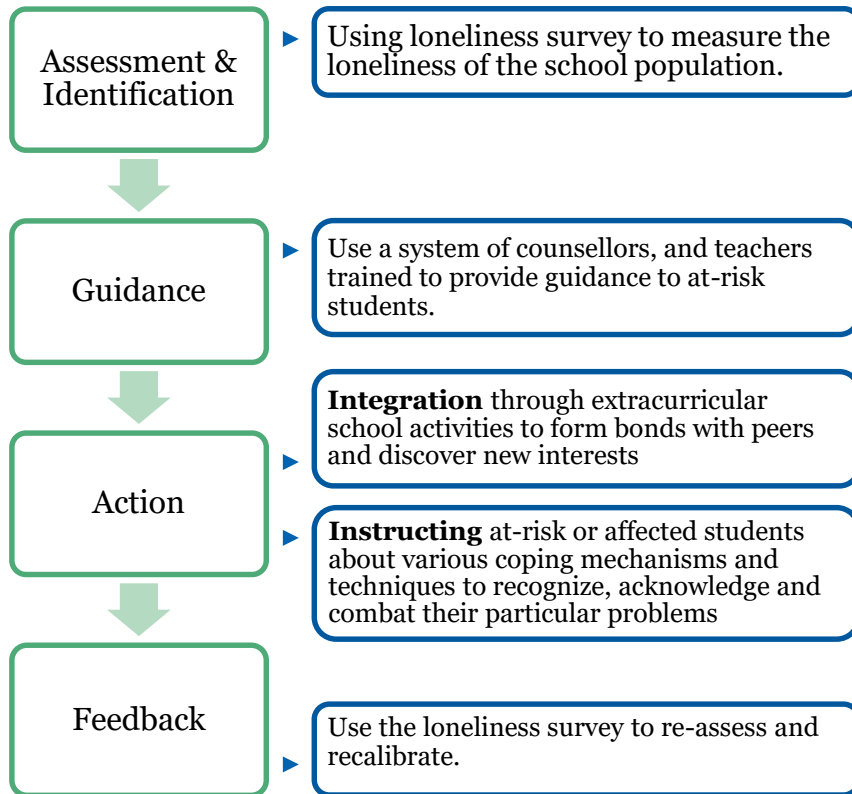 Assessment &
Identification
Using loneliness survey to measure the
loneliness of the school population.
Guidance
Use a system of counsellors, and teachers
trained to provide guidance to at-risk
students.
Action
Integration through extracurricular
school activities to form bonds with peers
and discover new interests
Instructing at-risk or affected students
about various coping mechanisms and
techniques to recognize, acknowledge and
combat their particular problems
Feedback
Use the loneliness survey to re-assess and
recalibrate.